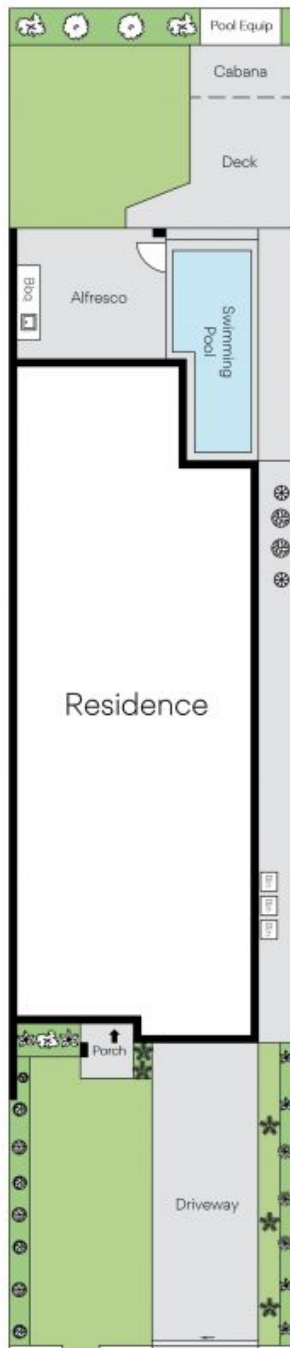 Pool Equip
Cabana
Deck
Alfresco
Bbq
Swimming
Pool
Residence
Bin
Bin
Bin
Porch
Driveway